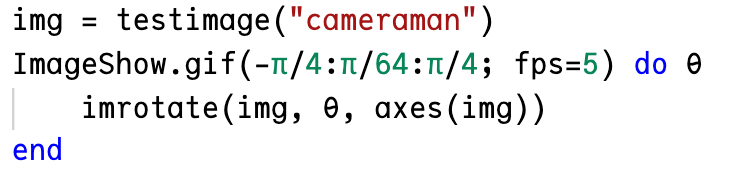 img = testimage("cameraman")
ImageShow.gif(-π/4:π/64:π/4; fps=5) do θ
    imrotate(img, θ, axes(img))
end